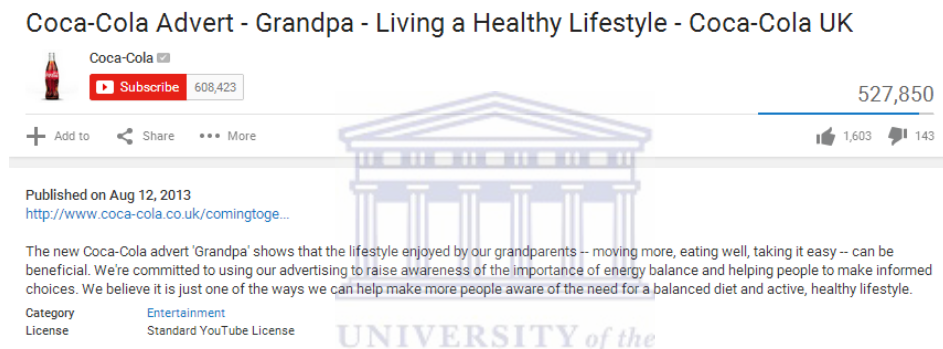 Coca-Cola Advert - Grandpa - Living a Healthy Lifestyle - Coca-Cola UK
Coca-Cola
Subscribe 608,423
527,850
Add to Share More 1,603 143
Published on Aug 12, 2013
http://www.coca-cola.co.uk/comingtoge...
The new Coca-Cola advert 'Grandpa' shows that the lifestyle enjoyed by our grandparents -- moving more, eating well, taking it easy -- can be
beneficial. We're committed to using our advertising to raise awareness of the importance of energy balance and helping people to make informed
choices. We believe it is just one of the ways we can help make more people aware of the need for a balanced diet and active, healthy lifestyle.
Category Entertainment
License Standard YouTube License
UNIVERSITY of the